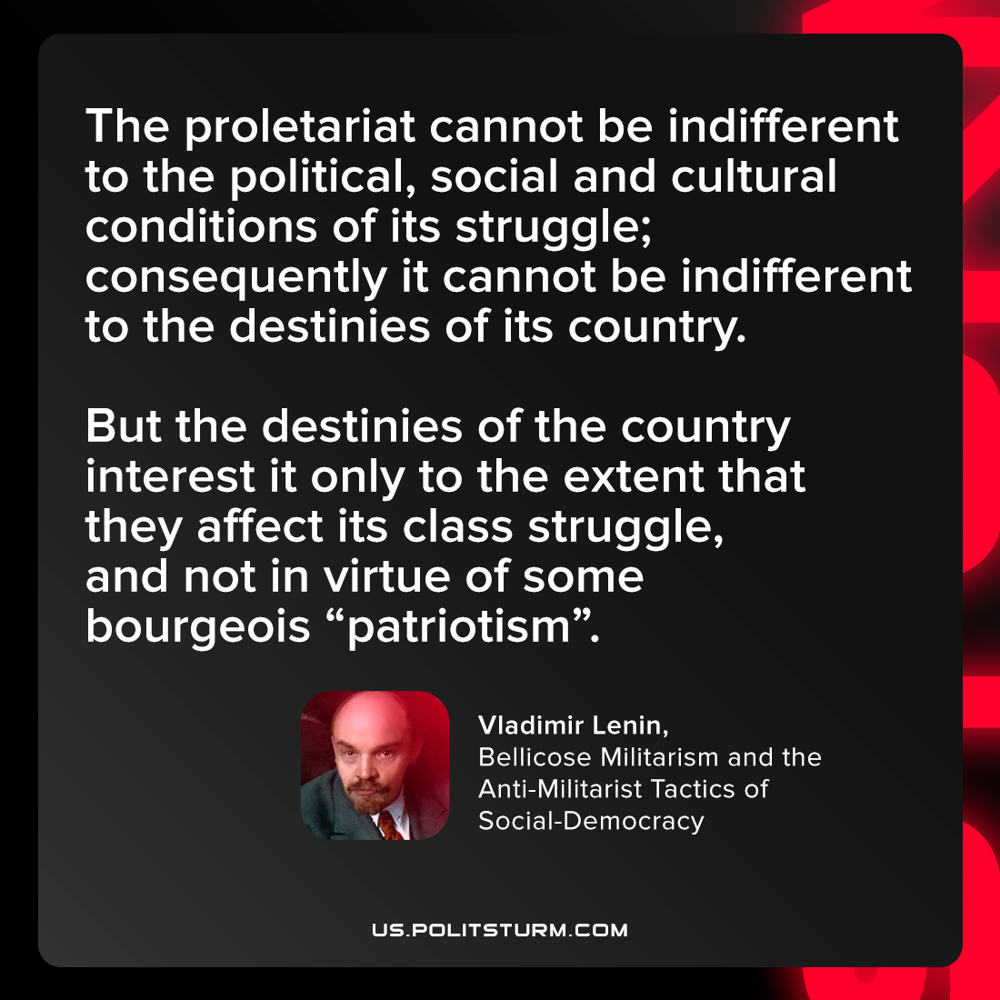 The proletariat cannot be indifferent
to the political, social and cultural
conditions of its struggle;
consequently it cannot be indifferent
to the destinies of its country.
But the destinies of the country
interest it only to the extent that
they affect its class struggle,
and not in virtue of some
bourgeois “patriotism”.
Vladimir Lenin,
Bellicose Militarism and the
Anti-Militarist Tactics of
Social-Democracy
US.POLITSTURM.COM